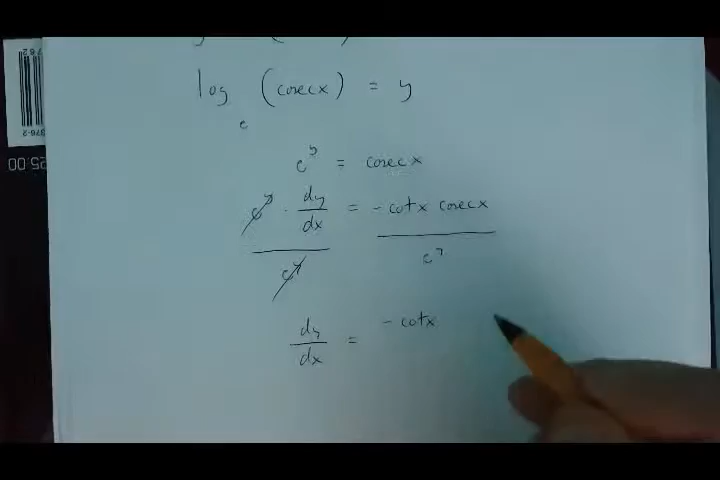 log e (cosecx) = y
e^y = cosecx
e^y · dy/dx = -cotx cosecx
e^y e^y
dy/dx = -cotx